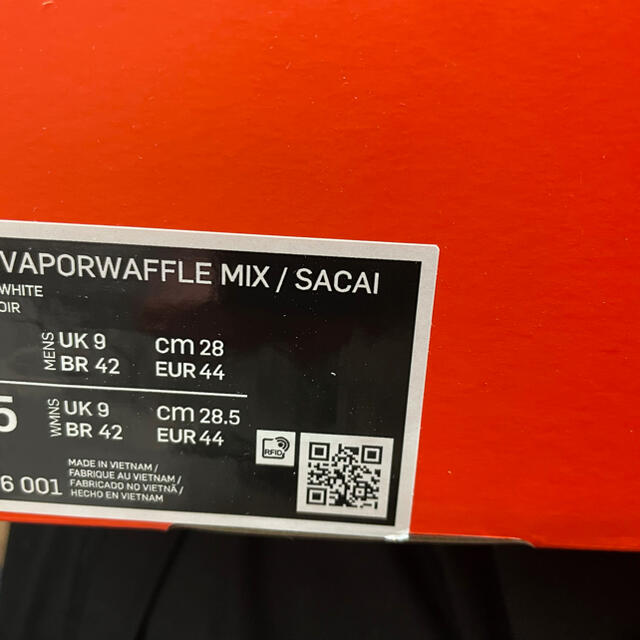 VAPORWAFFLE MIX / SACAI
WHITE
OIR
MENS
UK 9
cm 28
BR 42
EUR 44
5
WMNS
UK 9
cm 28.5
BR 42
EUR 44
RFID
MADE IN VIETNAM /
FABRIQUE AU VIETNAM /
FABRICADO NO VIETNÃ /
HECHO EN VIETNAM
6 001